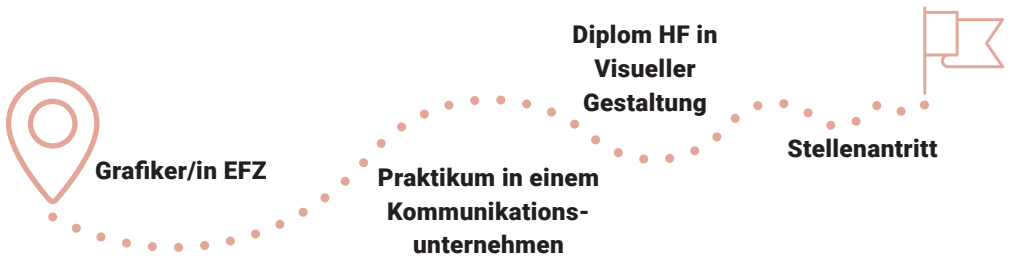 Grafiker/in EFZ
Praktikum in einem
Kommunikations-
unternehmen
Diplom HF in
Visueller
Gestaltung
Stellenantritt